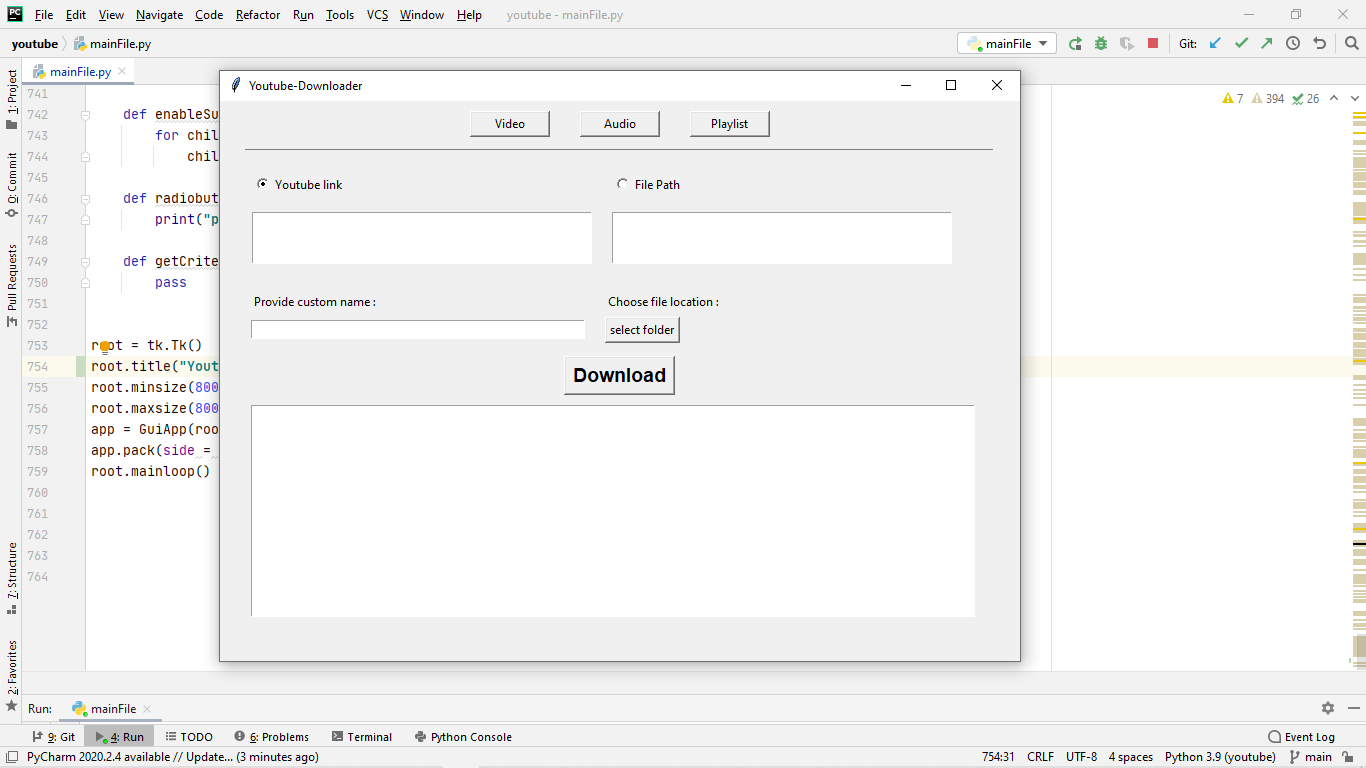 PC File Edit View Navigate Code Refactor Run Tools VCS Window Help youtube - mainFile.py
youtube mainFile.py mainFile Git:
mainFile.py
1: Project
0: Commit
Pull Requests
7: Structure
2: Favorites
7 394 26
741
742 def enableSu
743 for chil
744 chil
745
746 def radiobut
747 print("p
748
749 def getCrite
750 pass
751
752
753 root = tk.Tk()
754 root.title("Yout
755 root.minsize(800
756 root.maxsize(800
757 app = GuiApp(roo
758 app.pack(side =
759 root.mainloop()
760
761
762
763
764
Youtube-Downloader
Video Audio Playlist
Youtube link File Path
Provide custom name : Choose file location :
select folder
Download
Run: mainFile
9: Git 4: Run TODO 6: Problems Terminal Python Console Event Log
PyCharm 2020.2.4 available // Update... (3 minutes ago) 754:31 CRLF UTF-8 4 spaces Python 3.9 (youtube) main